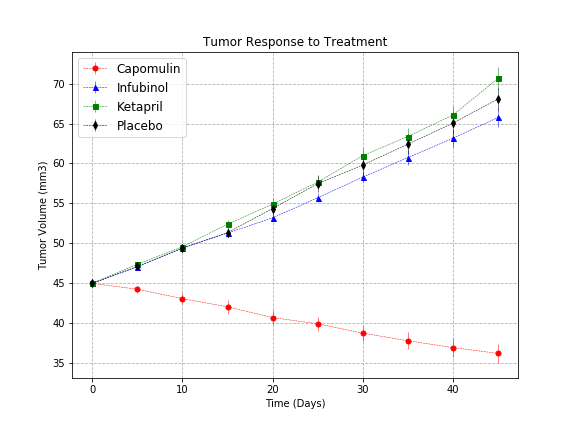 Tumor Response to Treatment
Capomulin
Infubinol
Ketapril
Placebo
Tumor Volume (mm3)
70
65
60
55
50
45
40
35
0 10 20 30 40
Time (Days)